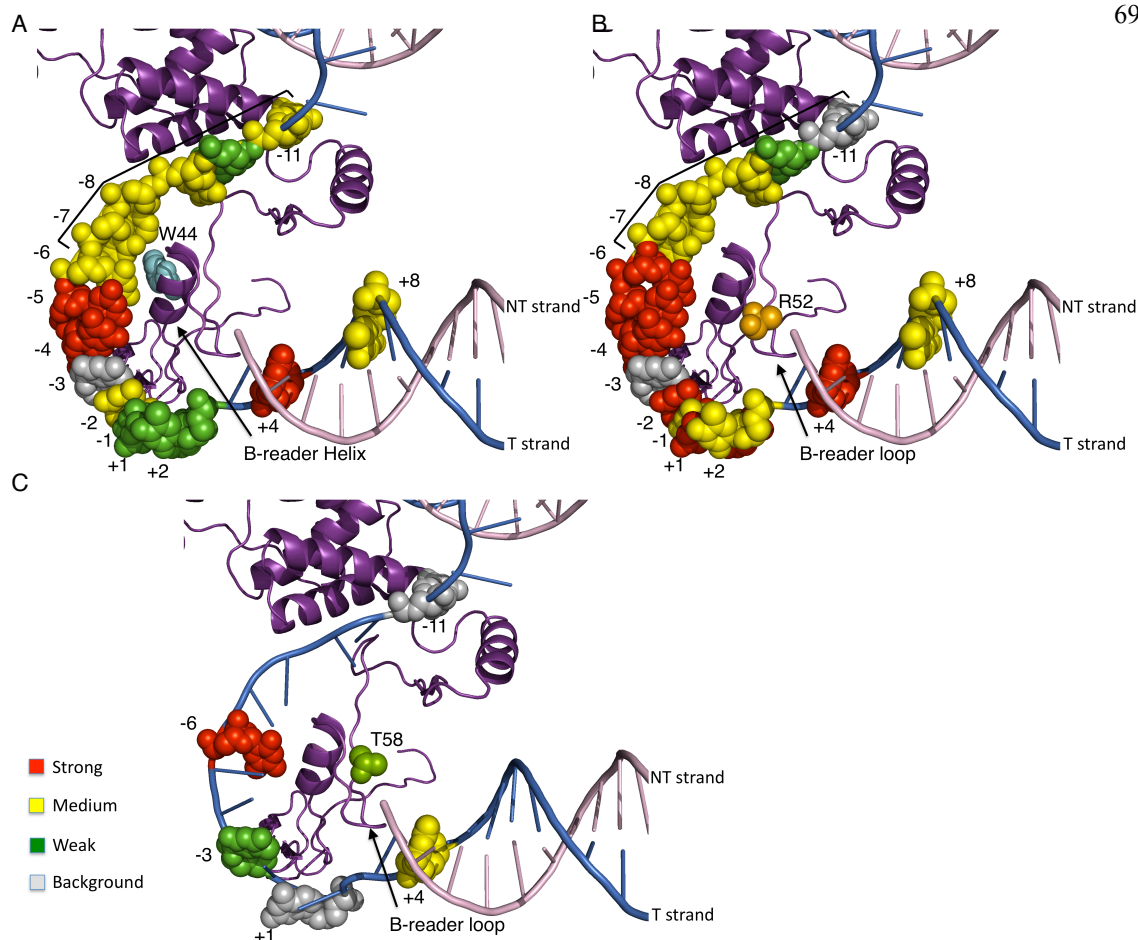 69
A
-11
-8
-7
W44
-6
-5
+8
NT strand
-4
-3
-2
+4
-1
T strand
B-reader Helix
+1
+2
B
-11
-8
-7
-6
-5
+8
R52
NT strand
-4
-3
-2
+4
-1
T strand
B-reader loop
+1
+2
C
-11
-6
T58
Strong
NT strand
Medium
Weak
-3
Background
+4
T strand
B-reader loop
+1